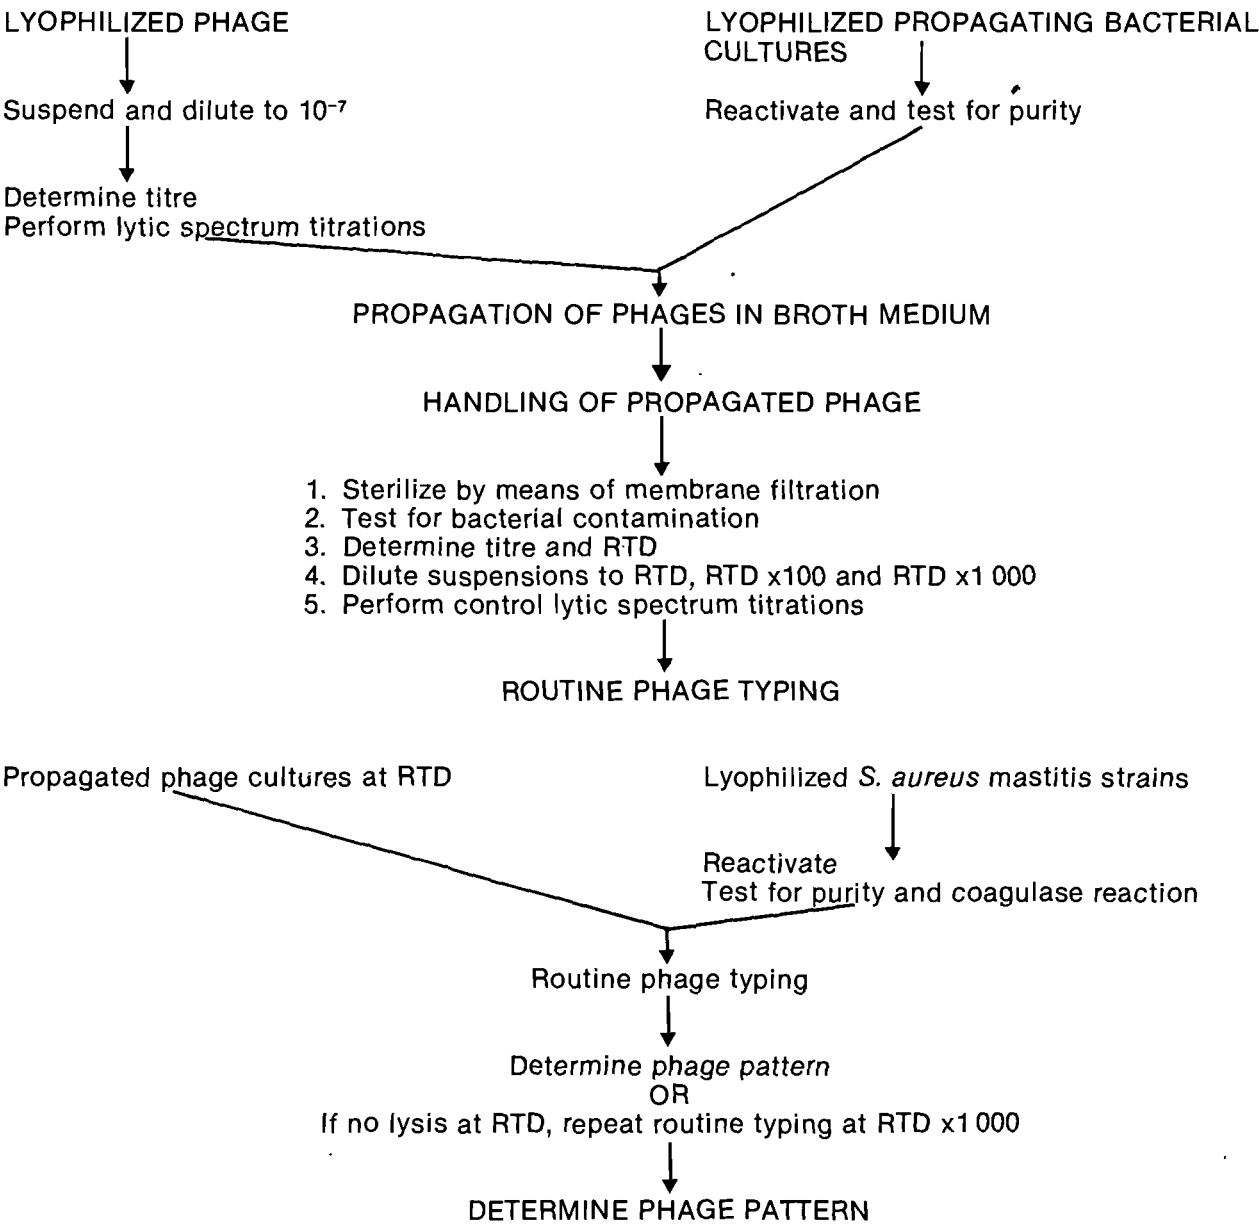 LYOPHILIZED PHAGE
LYOPHILIZED PROPAGATING BACTERIAL
CULTURES
Suspend and dilute to 10⁻⁷
Reactivate and test for purity
Determine titre
Perform lytic spectrum titrations
PROPAGATION OF PHAGES IN BROTH MEDIUM
HANDLING OF PROPAGATED PHAGE
1. Sterilize by means of membrane filtration
2. Test for bacterial contamination
3. Determine titre and RTD
4. Dilute suspensions to RTD, RTD x100 and RTD x1 000
5. Perform control lytic spectrum titrations
ROUTINE PHAGE TYPING
Propagated phage cultures at RTD
Lyophilized S. aureus mastitis strains
Reactivate
Test for purity and coagulase reaction
Routine phage typing
Determine phage pattern
OR
If no lysis at RTD, repeat routine typing at RTD x1 000
DETERMINE PHAGE PATTERN